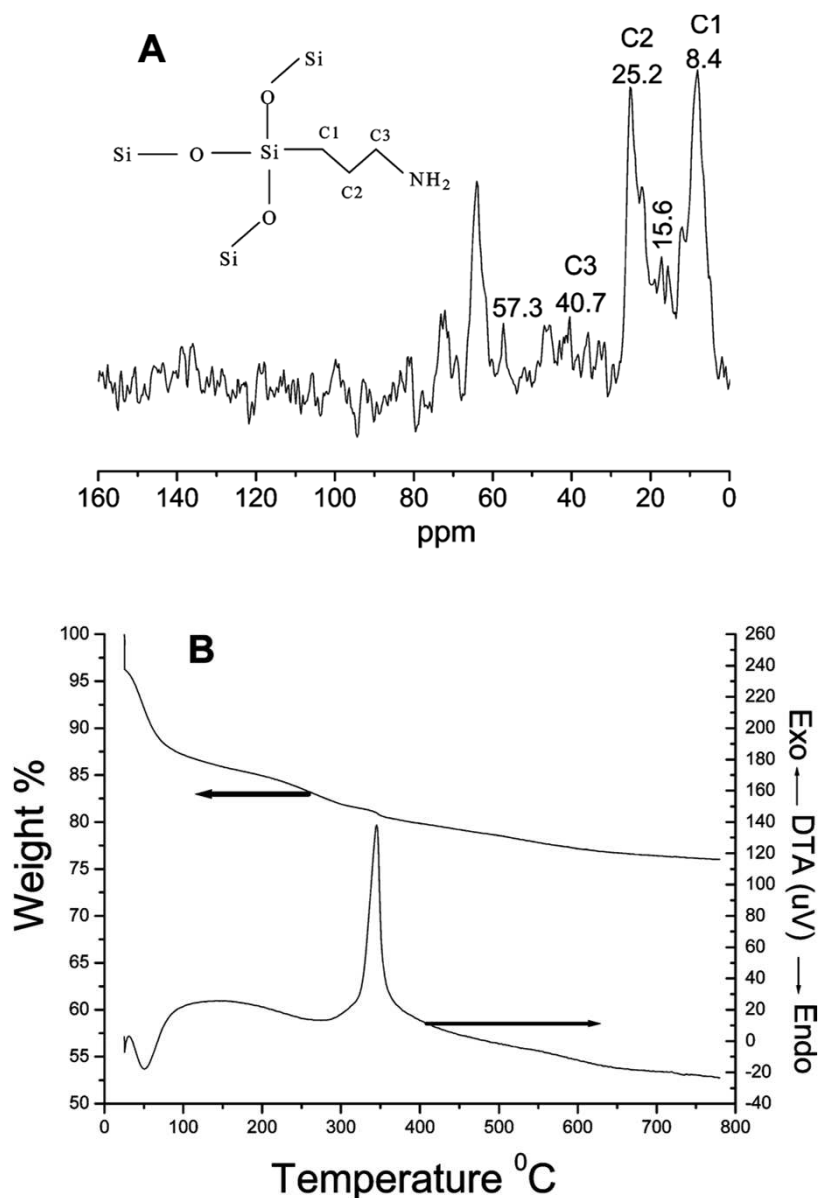 A
Si
O
Si O Si C1 C3
C2 NH₂
O
Si
C2 C1
25.2 8.4
15.6
C3
57.3 40.7
160 140 120 100 80 60 40 20 0
ppm
B
100 95 90 85 80 75 70 65 60 55 50
Weight %
260 240 220 200 180 160 140 120 100 80 60 40 20 0 -20 -40
Exo ← DTA (uV) → Endo
0 100 200 300 400 500 600 700 800
Temperature ⁰C